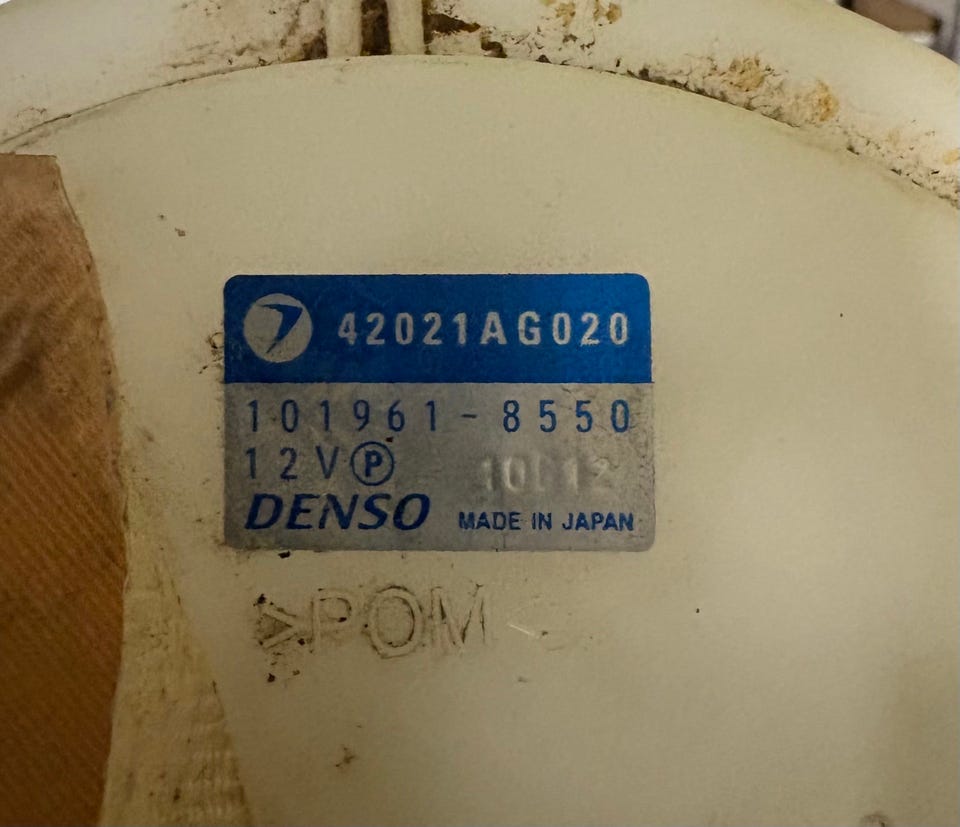 42021AG020
101961-8550
12V Ⓟ
DENSO MADE IN JAPAN
>POM<